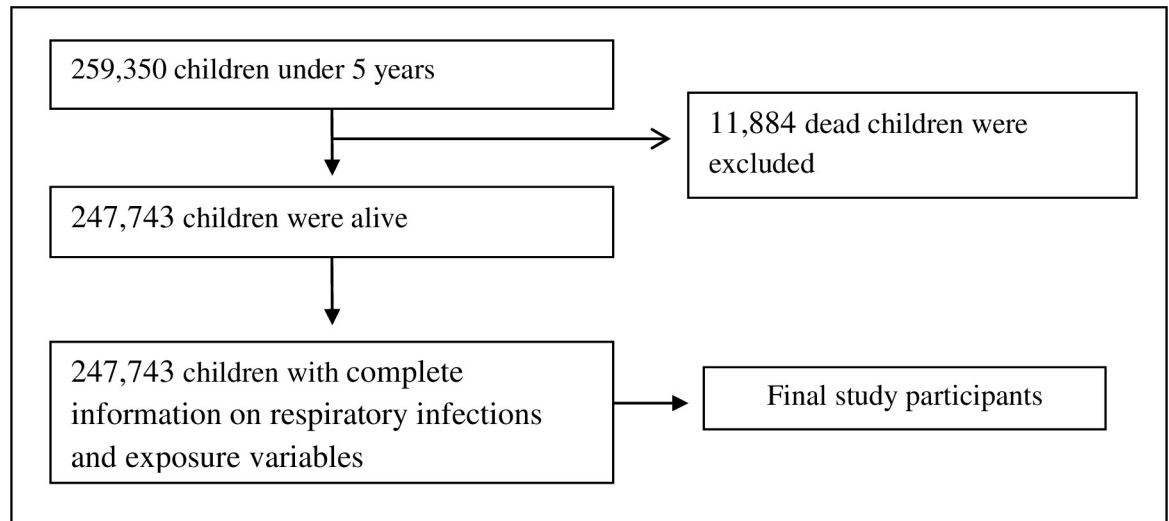 259,350 children under 5 years
11,884 dead children were
excluded
247,743 children were alive
247,743 children with complete
information on respiratory infections
and exposure variables
Final study participants